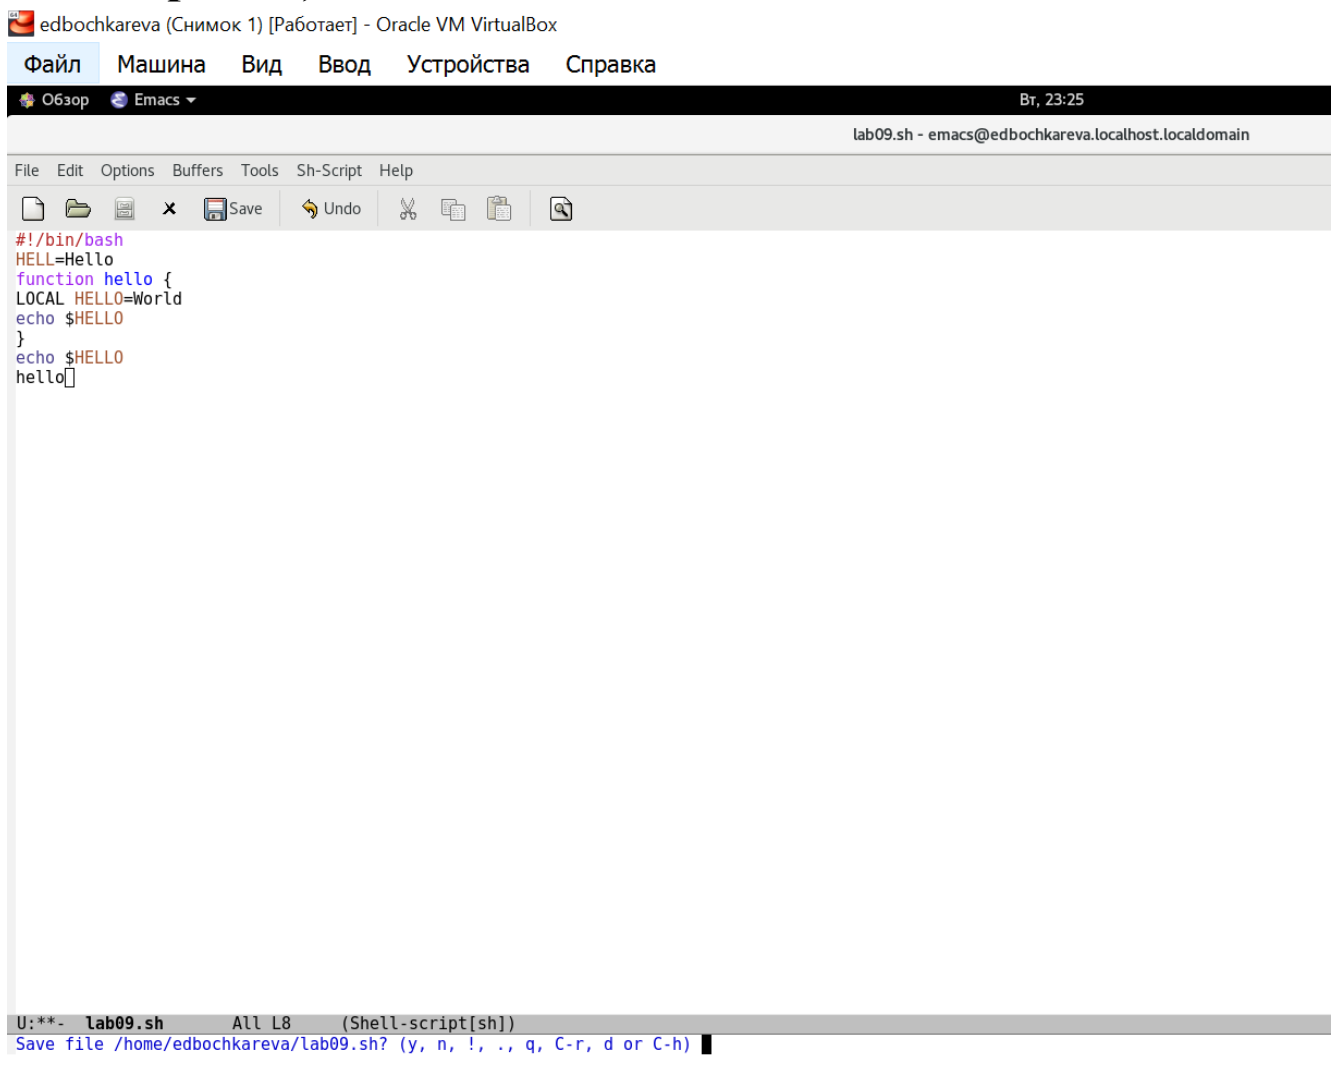 edbochkareva (Снимок 1) [Работает] - Oracle VM VirtualBox
Файл Машина Вид Ввод Устройства Справка
Обзор Emacs Вт, 23:25
lab09.sh - emacs@edbochkareva.localhost.localdomain
File Edit Options Buffers Tools Sh-Script Help
Save Undo
#!/bin/bash
HELL=Hello
function hello {
LOCAL HELLO=World
echo $HELLO
}
echo $HELLO
hello
U:**- lab09.sh All L8 (Shell-script[sh])
Save file /home/edbochkareva/lab09.sh? (y, n, !, ., q, C-r, d or C-h)